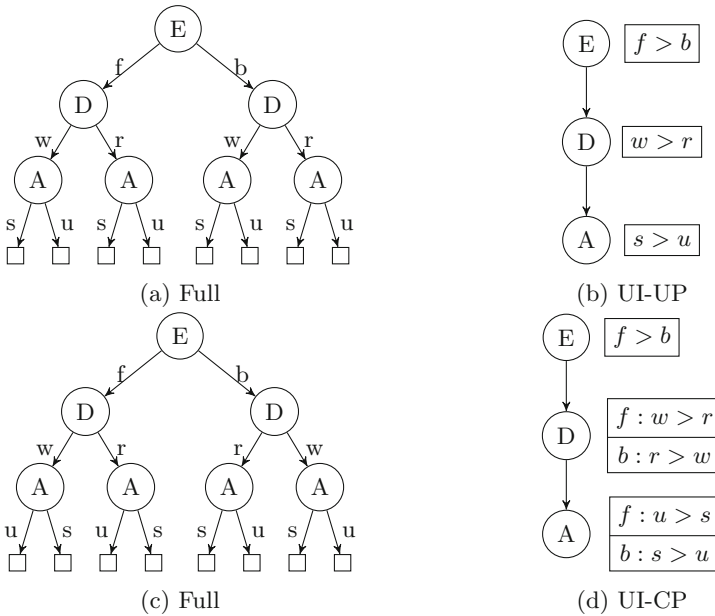 E
f b
D D
w r w r
A A A A
s u s u s u s u
(a) Full
E f > b
D w > r
A s > u
(b) UI-UP
E
f b
D D
w r r w
A A A A
u s u s s u s u
(c) Full
E f > b
D f : w > r
b : r > w
A f : u > s
b : s > u
(d) UI-CP